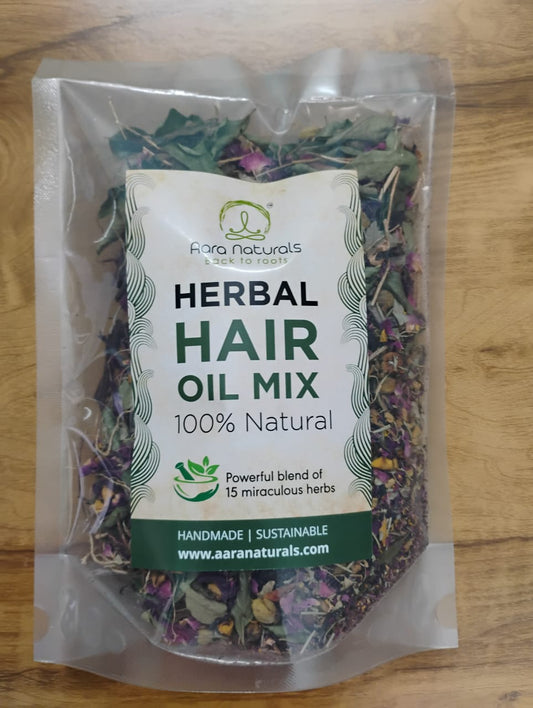 Aara Naturals
Back to roots
HERBAL
HAIR
OIL MIX
100% Natural
Powerful blend of
15 miraculous herbs
HANDMADE | SUSTAINABLE
www.aaranaturals.com